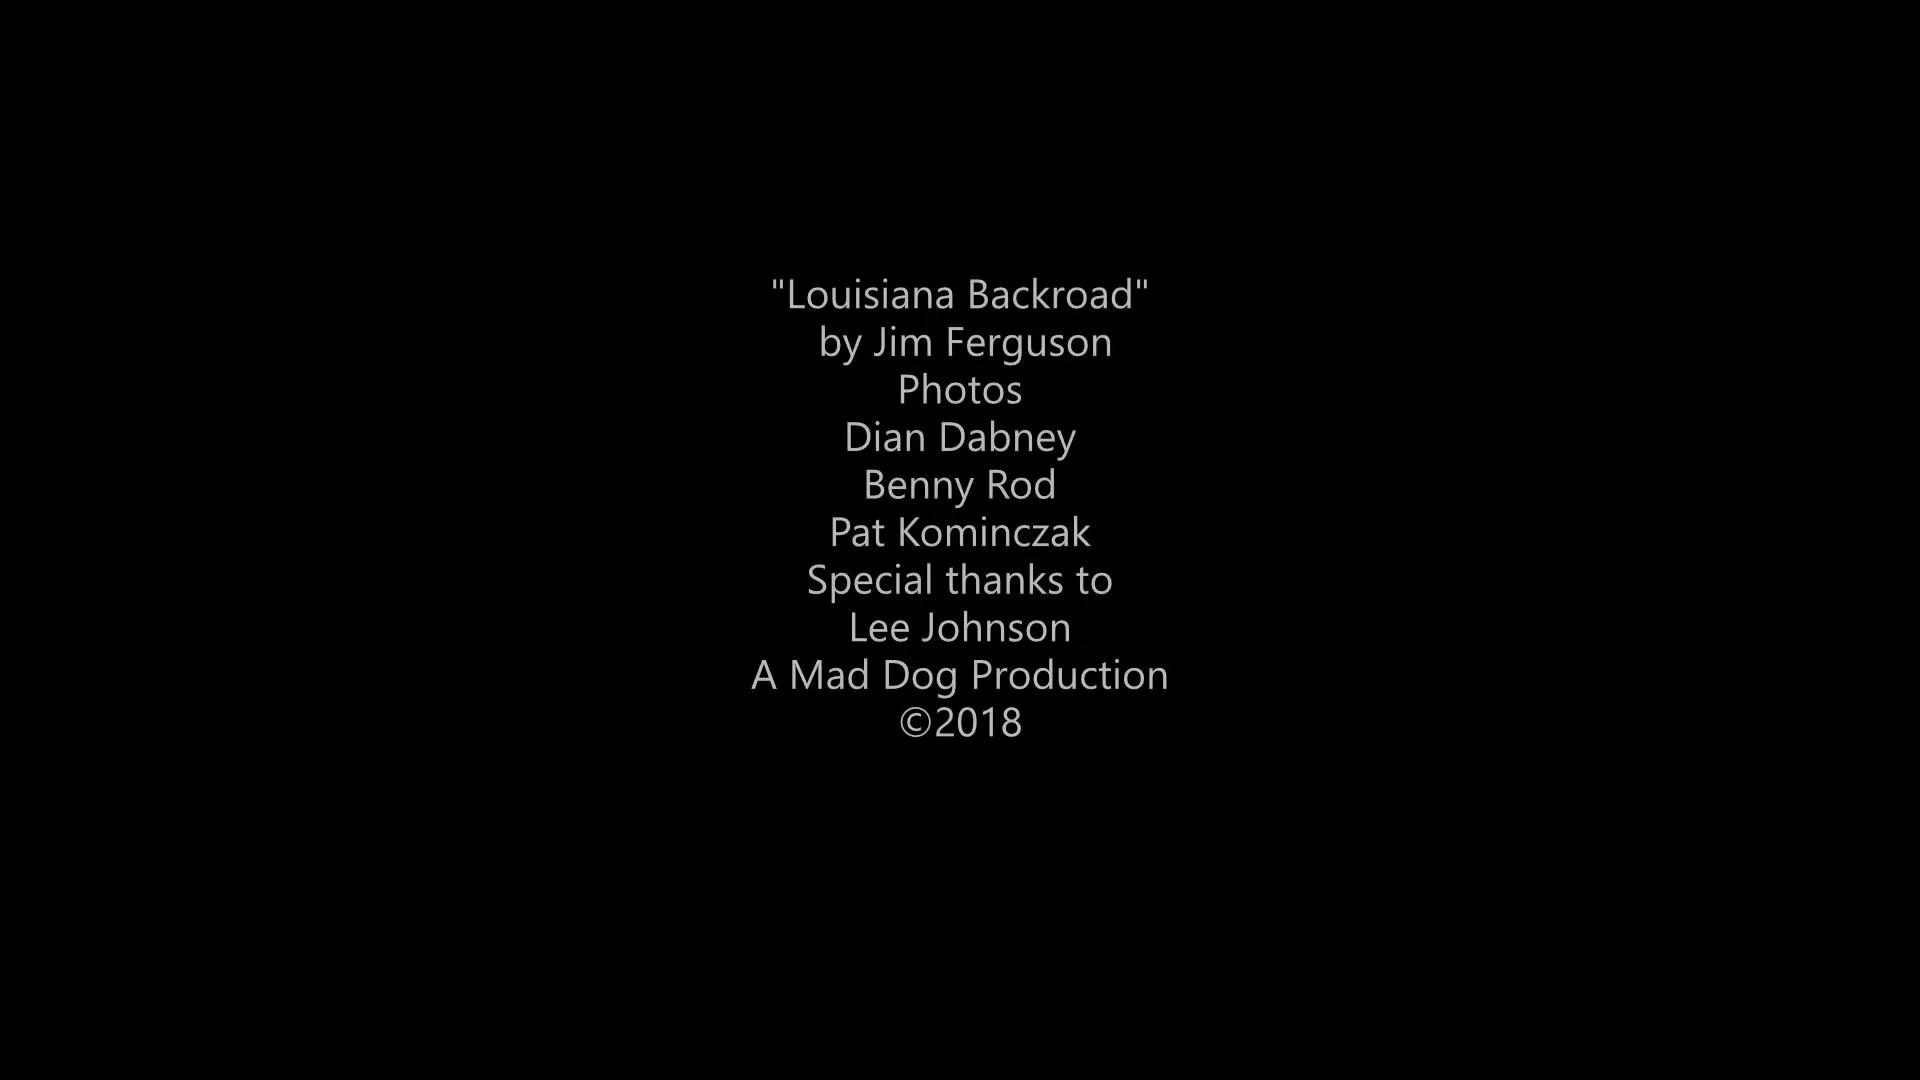 "Louisiana Backroad"
by Jim Ferguson
Photos
Dian Dabney
Benny Rod
Pat Kominczak
Special thanks to
Lee Johnson
A Mad Dog Production
©2018